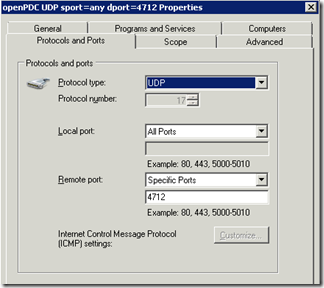 openPDC UDP sport=any dport=4712 Properties
General Programs and Services Computers
Protocols and Ports Scope Advanced
Protocols and ports
Protocol type: UDP
Protocol number: 17
Local port: All Ports
Example: 80, 443, 5000-5010
Remote port: Specific Ports
4712
Example: 80, 443, 5000-5010
Internet Control Message Protocol
(ICMP) settings: Customize...